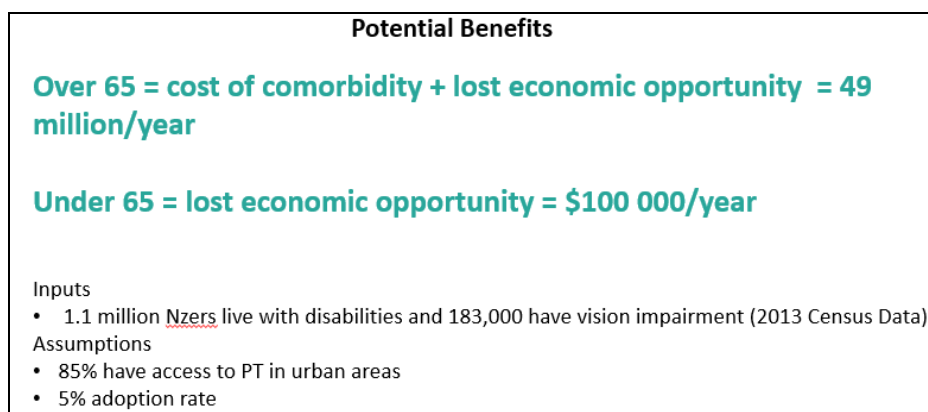 Potential Benefits
Over 65 = cost of comorbidity + lost economic opportunity = 49
million/year
Under 65 = lost economic opportunity = $100 000/year
Inputs
• 1.1 million Nzers live with disabilities and 183,000 have vision impairment (2013 Census Data)
Assumptions
• 85% have access to PT in urban areas
• 5% adoption rate